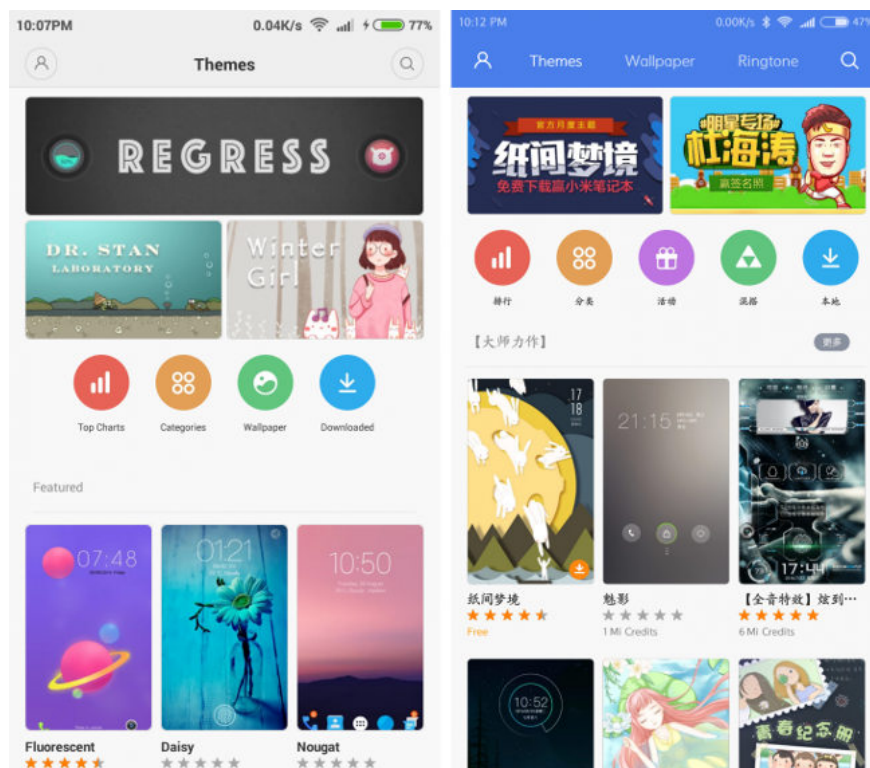 10:07PM 0.04K/s 77%
Themes
REGRESS
DR. STAN
LABORATORY
Winter
Girl
Top Charts Categories Wallpaper Downloaded
Featured
07:48
01:21
10:50
Fluorescent Daisy Nougat
10:12 PM 0.00K/s 47%
Themes Wallpaper Ringtone
官方月度主题
纸间梦境
免费下载赢小米笔记本
明星专场
杜海涛
赢签名照
排行 分类 活动 混搭 本地
【大师力作】 更多
17
18
21:15
17:44
纸间梦境 魅影 【全音特效】炫到…
Free 1 Mi Credits 6 Mi Credits
10:52
青春纪念册